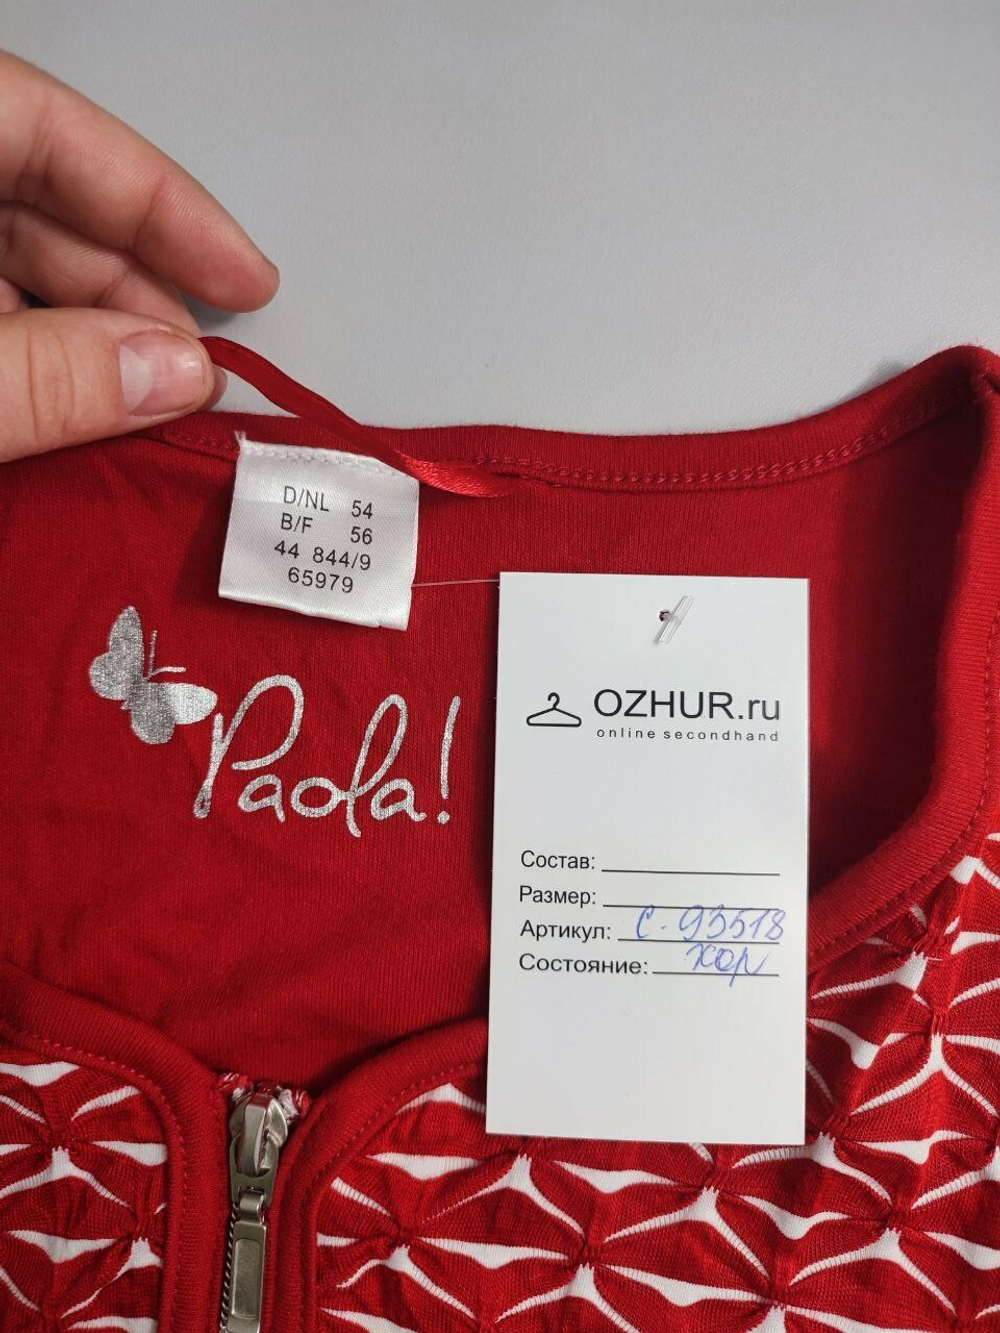 D/NL 54
B/F 56
44 844/9
65979
Paola!
OZHUR.ru
online secondhand
Состав:
Размер:
Артикул: С-93518
Состояние: хор